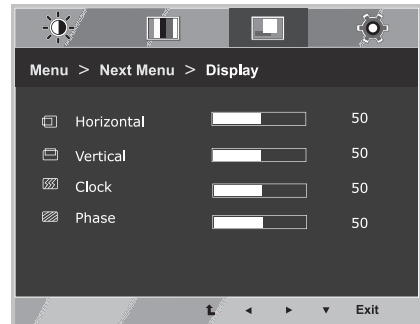 Menu > Next Menu > Display
Horizontal 50
Vertical 50
Clock 50
Phase 50
Exit